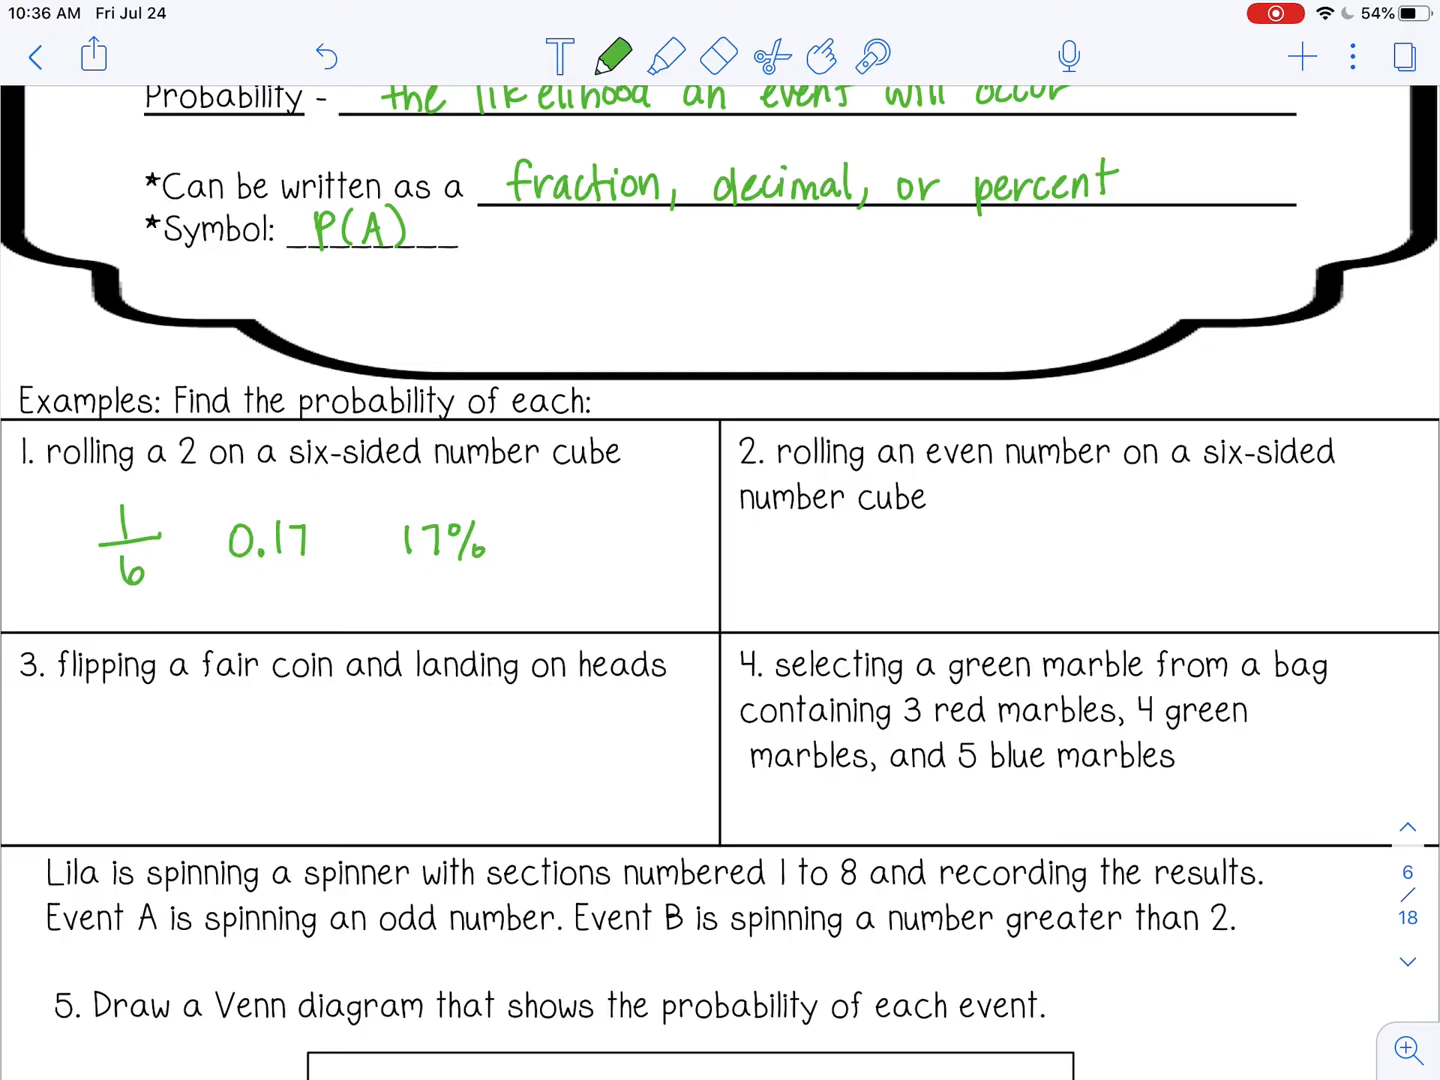 10:36 AM Fri Jul 24
54%
Probability - the likelihood an event will occur
*Can be written as a fraction, decimal, or percent
*Symbol: P(A)
Examples: Find the probability of each:
1. rolling a 2 on a six-sided number cube
1/6 0.17 17%
2. rolling an even number on a six-sided
number cube
3. flipping a fair coin and landing on heads
4. selecting a green marble from a bag
containing 3 red marbles, 4 green
marbles, and 5 blue marbles
Lila is spinning a spinner with sections numbered 1 to 8 and recording the results.
Event A is spinning an odd number. Event B is spinning a number greater than 2.
5. Draw a Venn diagram that shows the probability of each event.
6
/
18